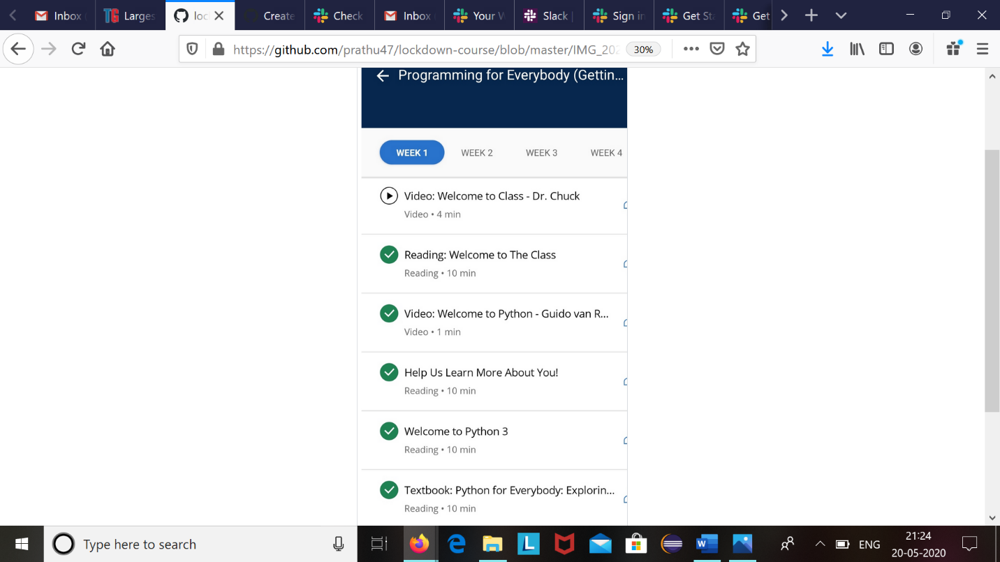 Inbox
Larges
loc
Create
Check
Inbox
Your W
Slack |
Sign in
Get Sta
Get
https://github.com/prathu47/lockdown-course/blob/master/IMG_202
30%
Programming for Everybody (Gettin...
WEEK 1 WEEK 2 WEEK 3 WEEK 4
Video: Welcome to Class - Dr. Chuck
Video • 4 min
Reading: Welcome to The Class
Reading • 10 min
Video: Welcome to Python - Guido van R...
Video • 1 min
Help Us Learn More About You!
Reading • 10 min
Welcome to Python 3
Reading • 10 min
Textbook: Python for Everybody: Explorin...
Reading • 10 min
Type here to search
ENG
21:24
20-05-2020